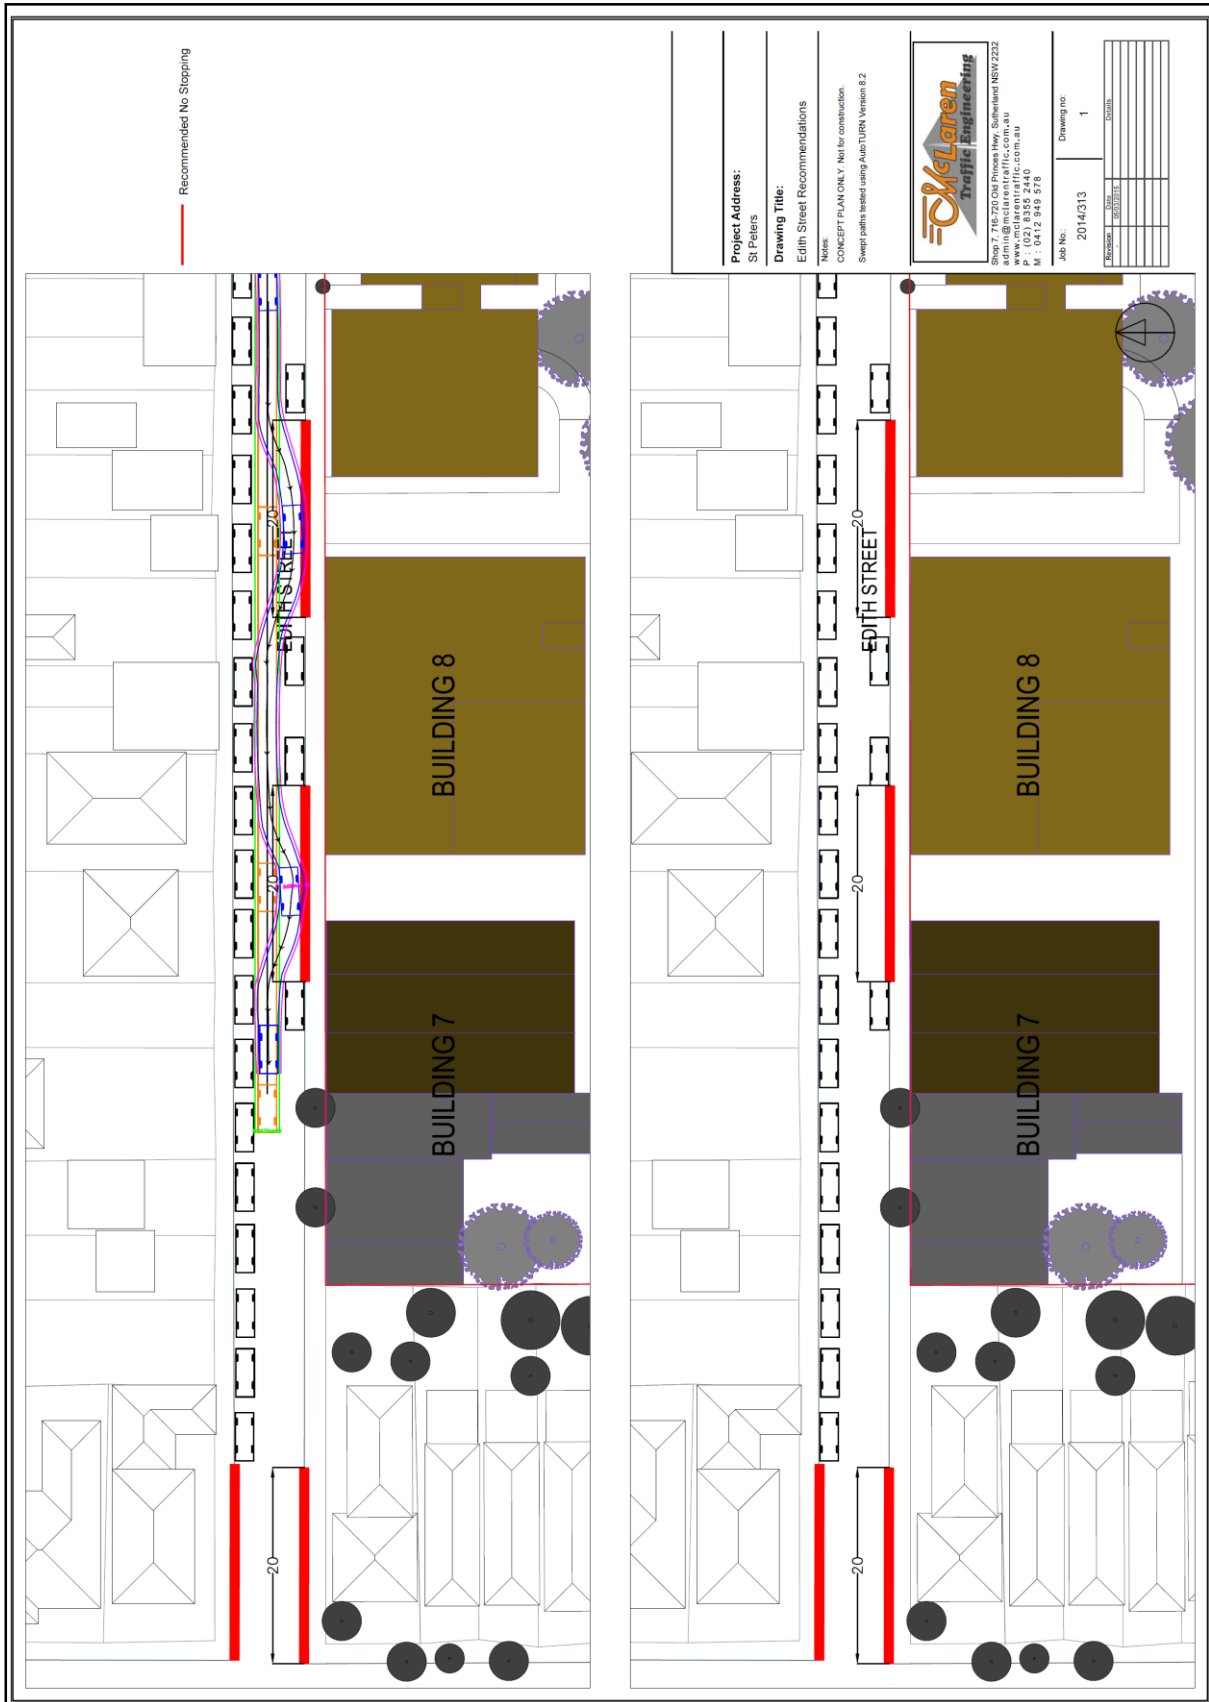 Recommended No Stopping
EDITH STREET
20
20
20
BUILDING 8
BUILDING 7
EDITH STREET
20
20
20
BUILDING 8
BUILDING 7
Project Address:
St Peters
Drawing Title:
Edith Street Recommendations
Notes:
CONCEPT PLAN ONLY. Not for construction.
Swept paths tested using AutoTURN Version 8.2
McLaren
Traffic Engineering
Shop 7, 716-720 Old Princes Hwy, Sutherland NSW 2232
admin@mclarentraffic.com.au
www.mclarentraffic.com.au
P : (02) 8355 2440
M : 0412 949 578
Job No.:
2014/313
Drawing no:
1
Revision Date Details
- 05/03/2015